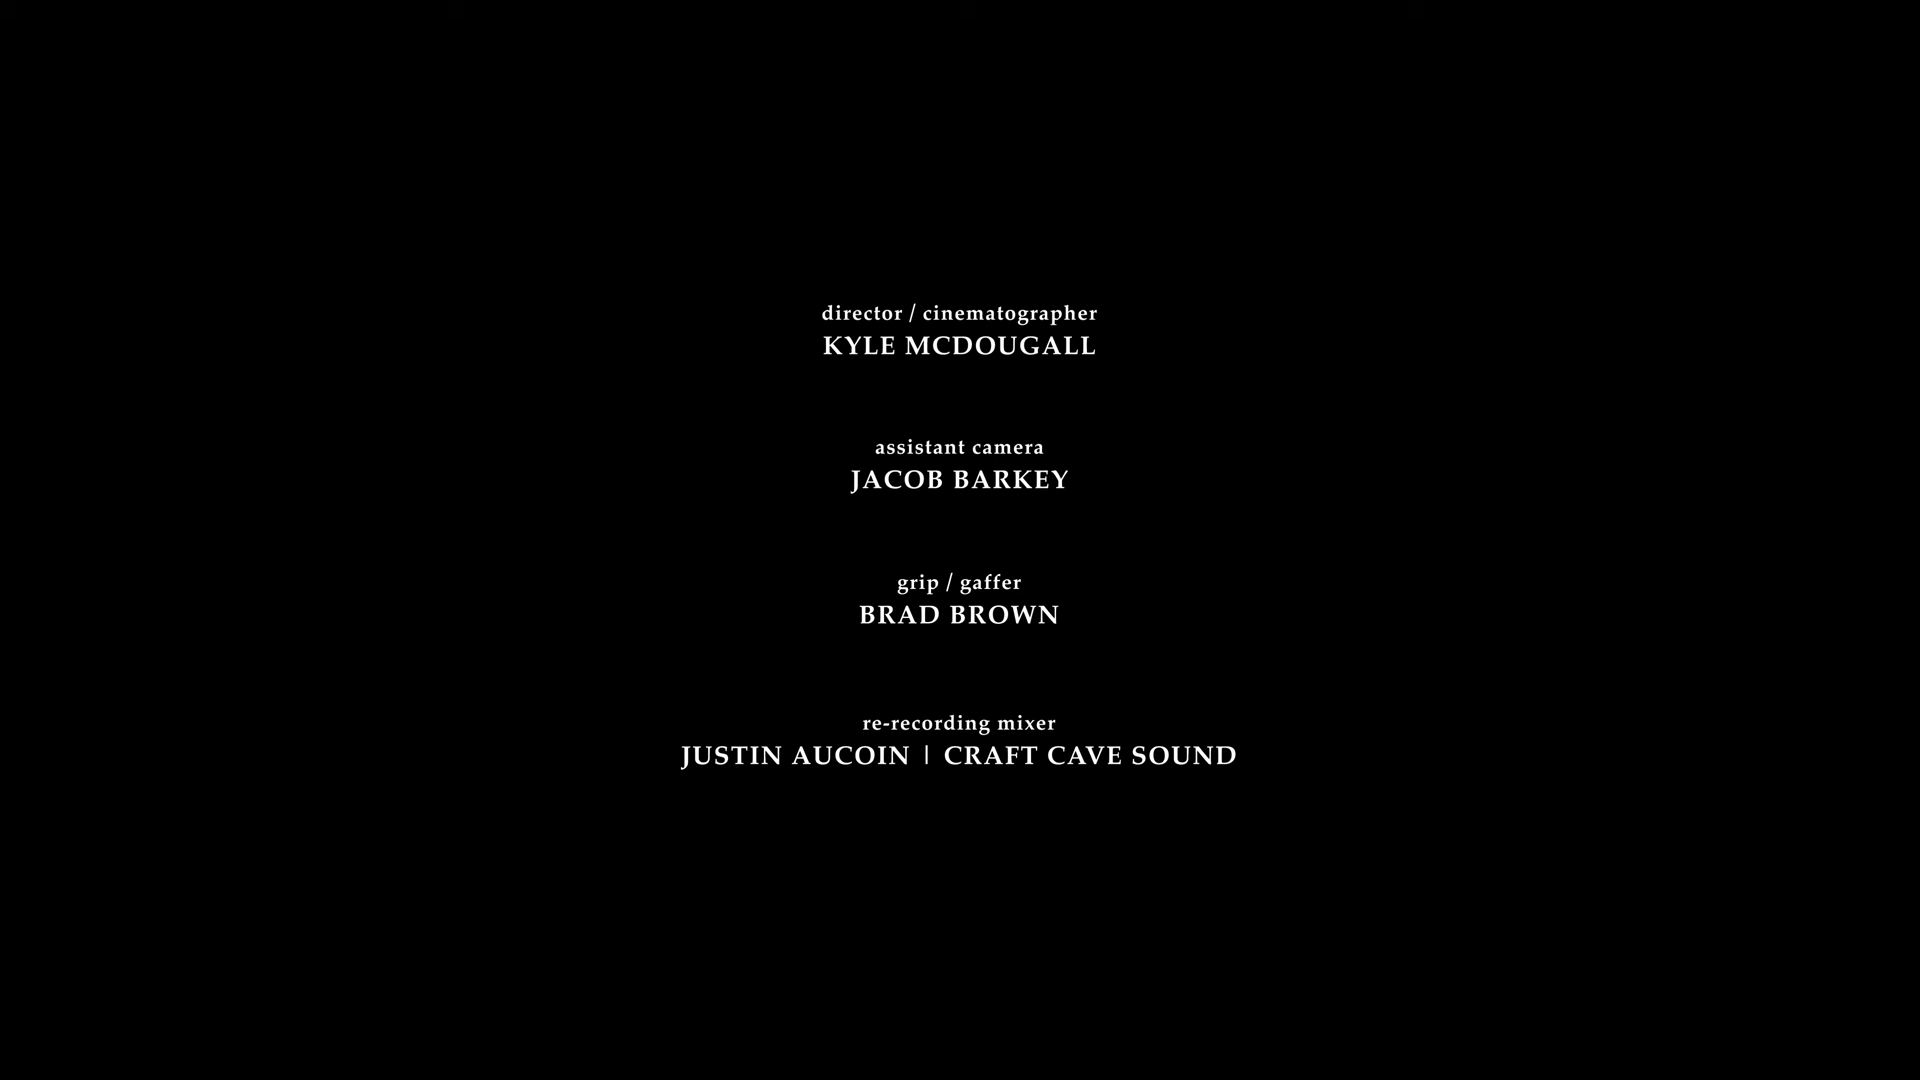 director / cinematographer
KYLE MCDOUGALL
assistant camera
JACOB BARKEY
grip / gaffer
BRAD BROWN
re-recording mixer
JUSTIN AUCOIN | CRAFT CAVE SOUND